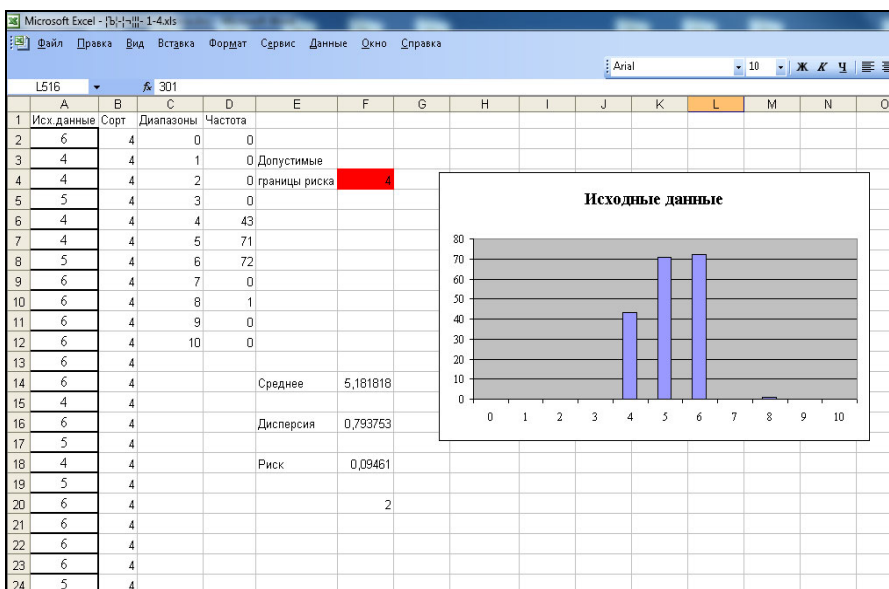 Microsoft Excel - ¦Ъ¦-¦¬¦¦- 1-4.xls
Файл Правка Вид Вставка Формат Сервис Данные Окно Справка
Arial 10 Ж К Ч
L516 fx 301
A B C D E F G H I J K L M N O
1 Исх.данные Сорт Диапазоны Частота
2 6 4 0 0
3 4 4 1 0 Допустимые
4 4 4 2 0 границы риска 4
5 5 4 3 0
6 4 4 4 43
7 4 4 5 71
8 5 4 6 72
9 6 4 7 0
10 6 4 8 1
11 6 4 9 0
12 6 4 10 0
13 6 4
14 6 4 Среднее 5,181818
15 4 4
16 6 4 Дисперсия 0,793753
17 5 4
18 4 4 Риск 0,09461
19 5 4
20 6 4 2
21 6 4
22 6 4
23 6 4
24 5 4
Исходные данные
80
70
60
50
40
30
20
10
0
0 1 2 3 4 5 6 7 8 9 10